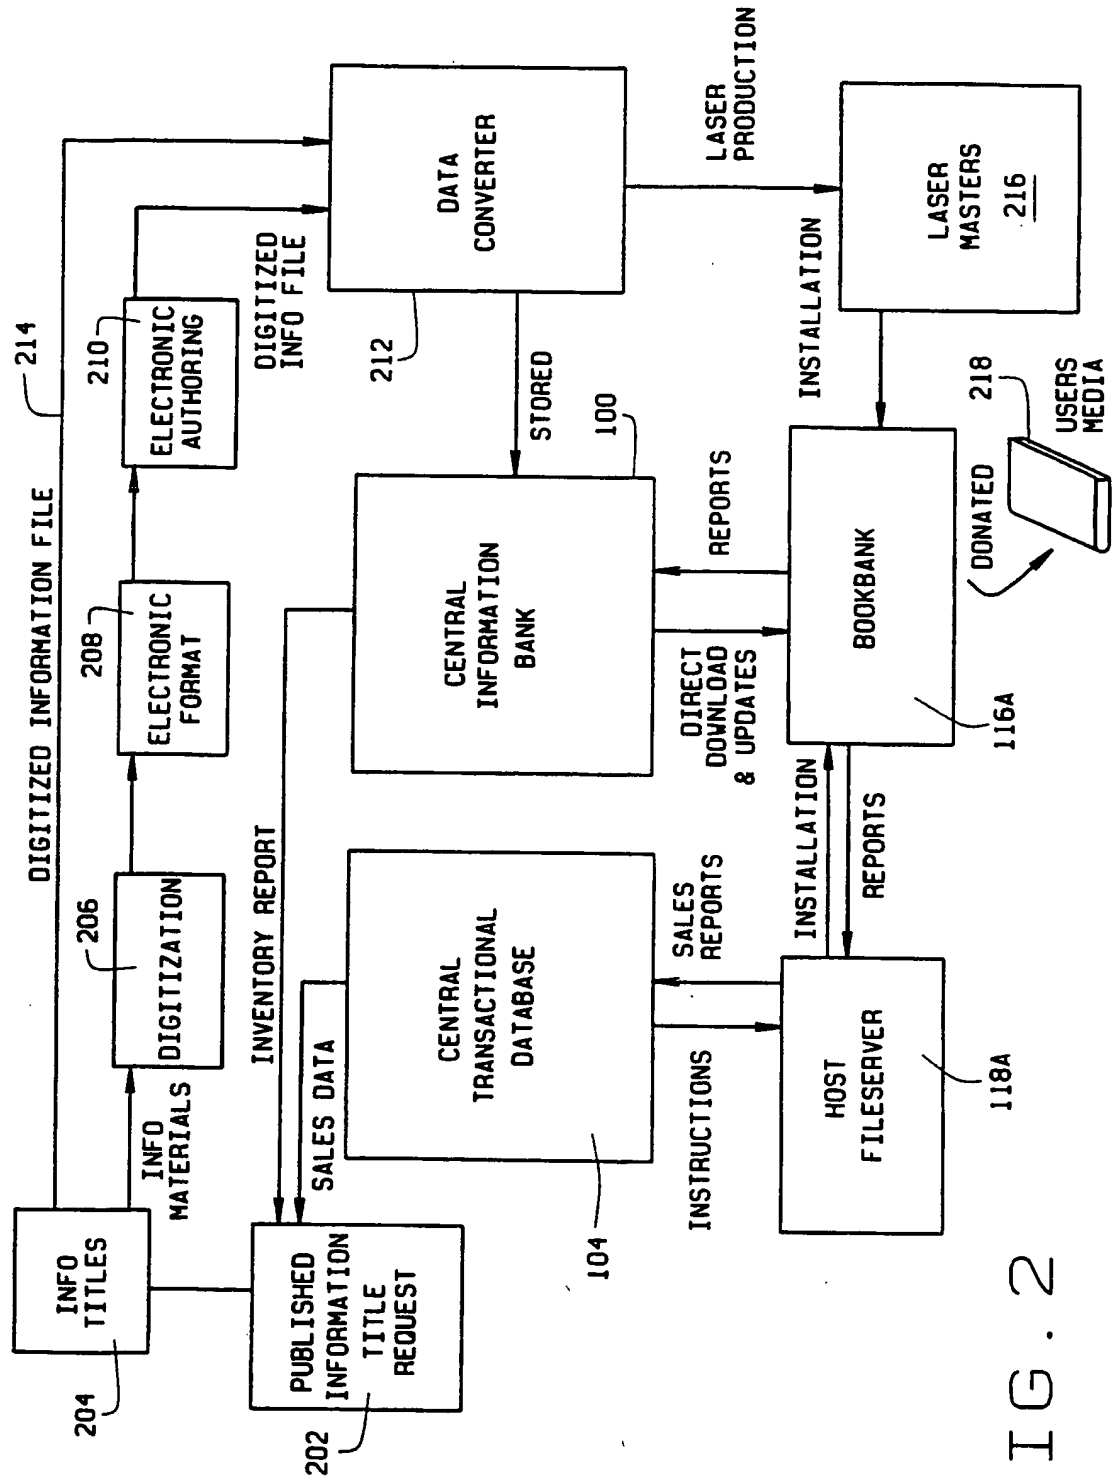 204
INFO
TITLES
INFO
MATERIALS
206
DIGITIZATION
208
ELECTRONIC
FORMAT
210
ELECTRONIC
AUTHORING
DIGITIZED INFORMATION FILE
214
DIGITIZED
INFO FILE
202
PUBLISHED
INFORMATION
TITLE
REQUEST
SALES DATA
INVENTORY REPORT
104
CENTRAL
TRANSACTIONAL
DATABASE
CENTRAL
INFORMATION
BANK
100
STORED
212
DATA
CONVERTER
LASER
PRODUCTION
INSTRUCTIONS
SALES
REPORTS
DIRECT
DOWNLOAD
& UPDATES
REPORTS
HOST
FILESERVER
118A
INSTALLATION
REPORTS
BOOKBANK
116A
INSTALLATION
LASER
MASTERS
216
DONATED
218
USERS
MEDIA
IG. 2